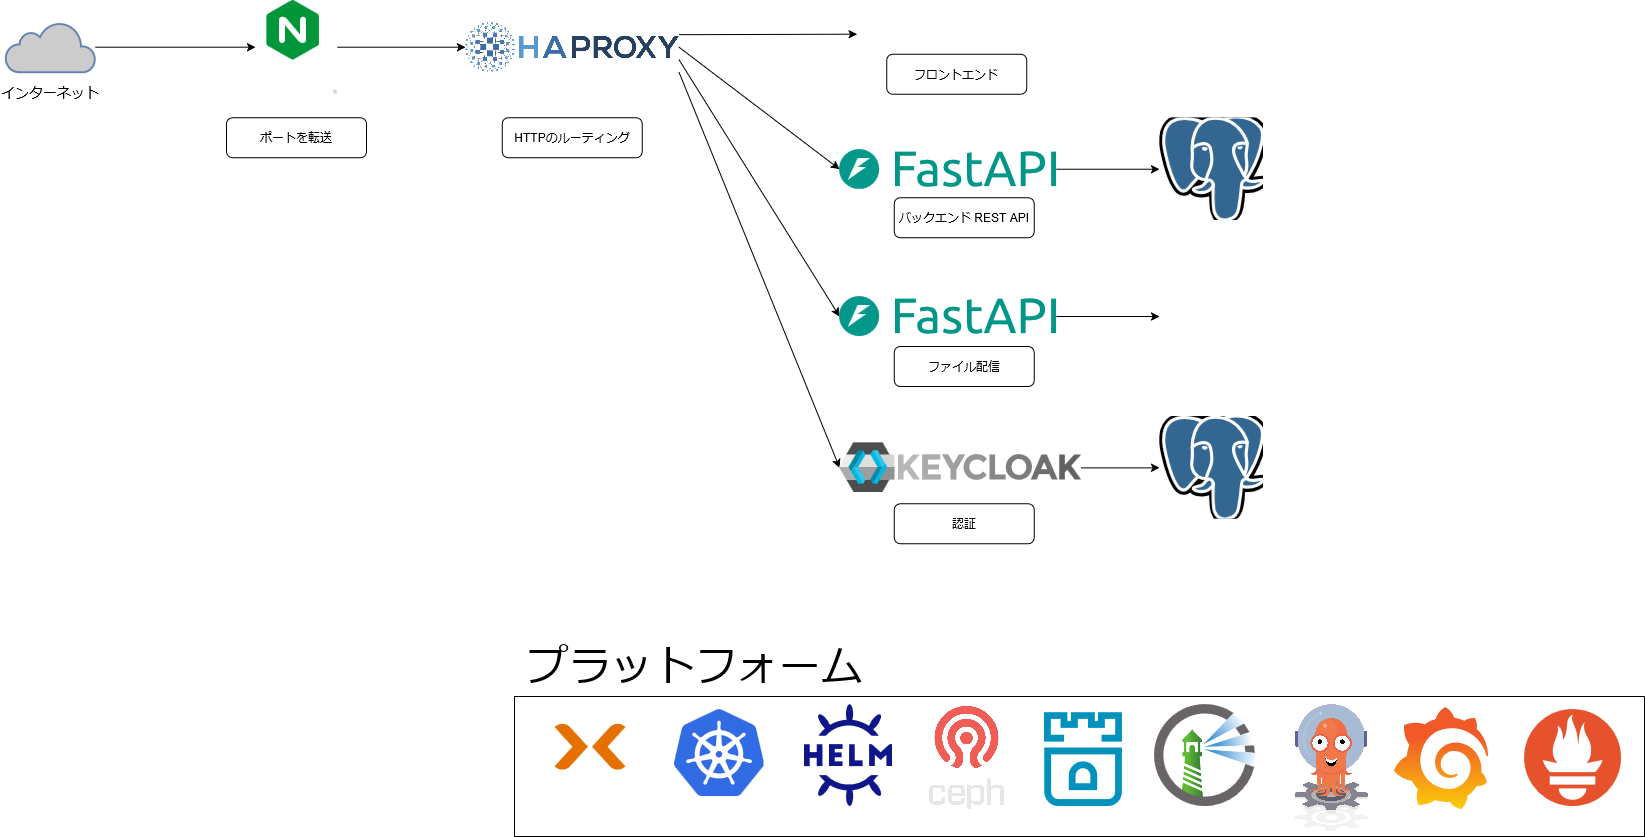 インターネット
N
ポートを転送
HAPROXY
HTTPのルーティング
フロントエンド
FastAPI
バックエンド REST API
FastAPI
ファイル配信
KEYCLOAK
認証
プラットフォーム
HELM
ceph